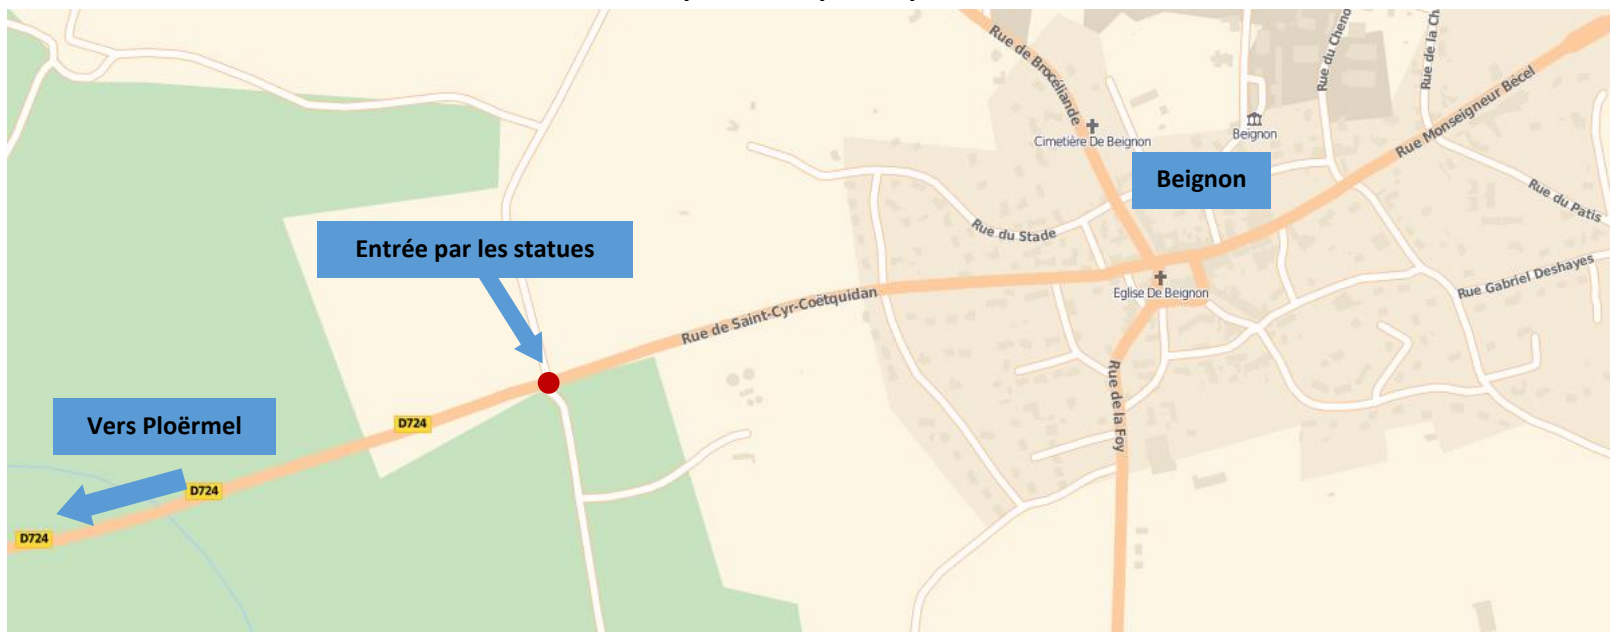 Rue de Brocéliande
Rue du Cheno
Rue de la Ch
Rue Monseigneur Bécel
Cimetière De Beignon
Beignon
Beignon
Rue du Patis
Rue du Stade
Entrée par les statues
Rue Gabriel Deshayes
Eglise De Beignon
Rue de Saint-Cyr-Coëtquidan
Rue de la Foy
Vers Ploërmel
D724
D724
D724